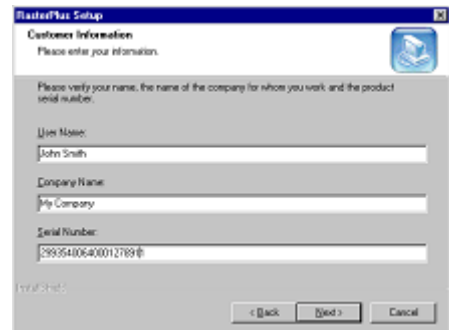 RasterPlus Setup
Customer Information
Please enter your information.
Please verify your name, the name of the company for whom you work and the product
serial number.
User Name:
John Smith
Company Name:
My Company
Serial Number:
InstallShield
< Back
Next >
Cancel